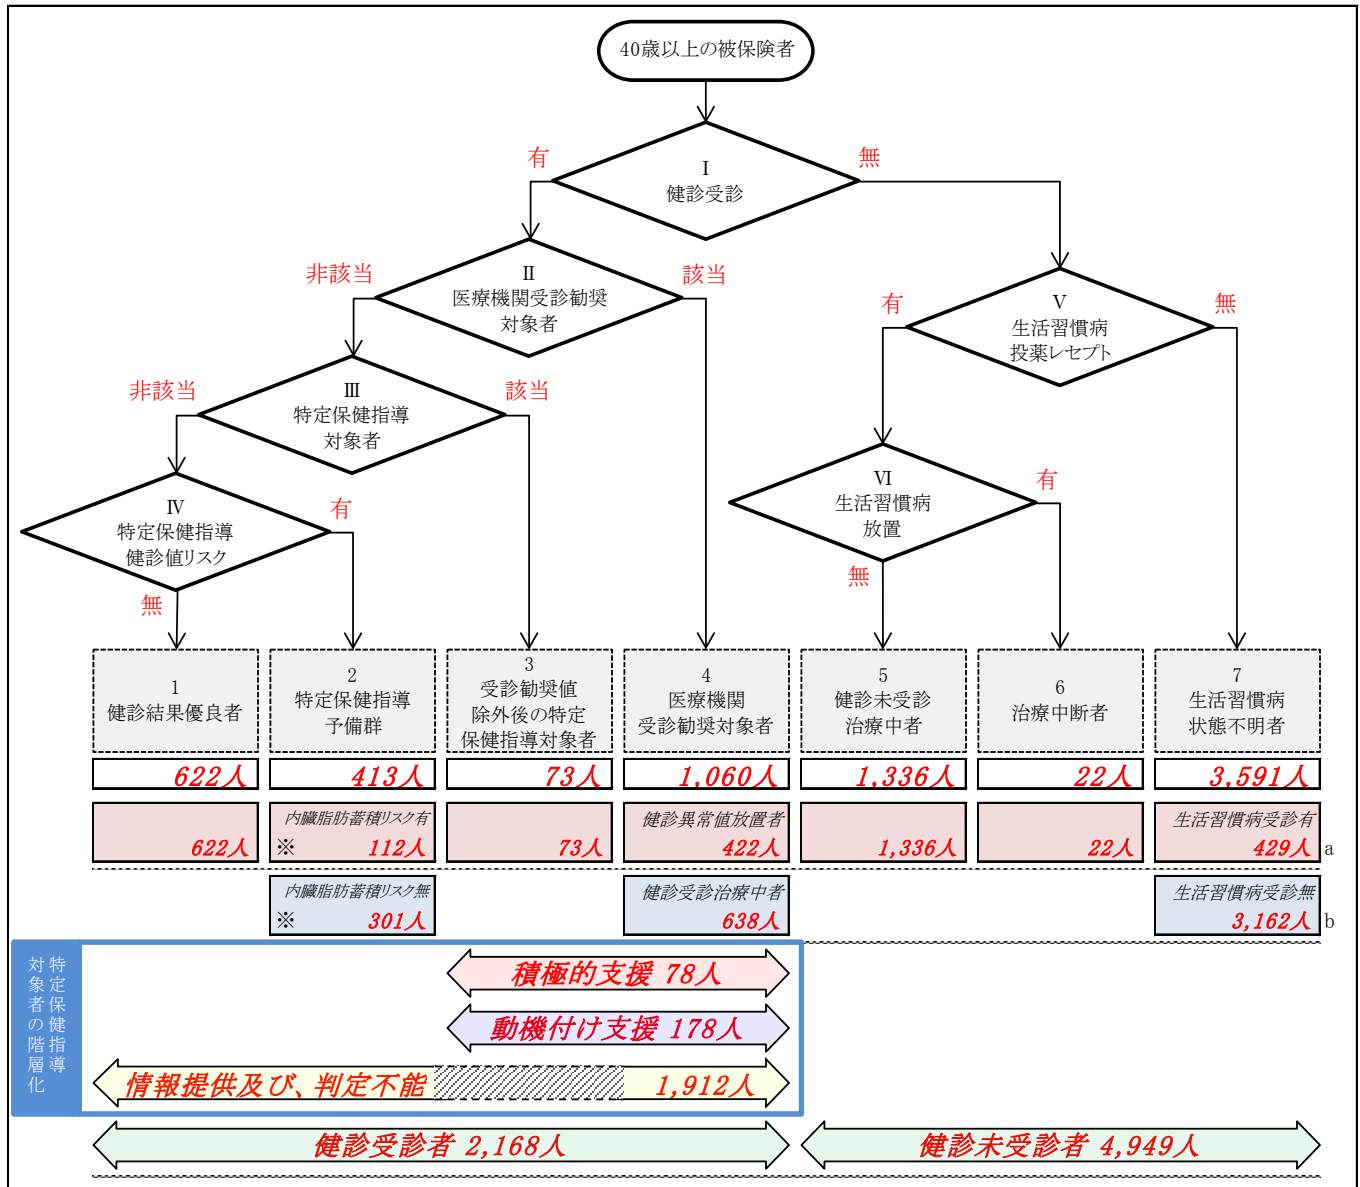 40歳以上の被保険者
Ⅰ
健診受診
有
無
Ⅱ
医療機関受診勧奨
対象者
非該当
該当
Ⅴ
生活習慣病
投薬レセプト
有
無
Ⅲ
特定保健指導
対象者
非該当
該当
Ⅳ
特定保健指導
健診値リスク
有
無
Ⅵ
生活習慣病
放置
有
無
1
健診結果優良者
2
特定保健指導
予備群
3
受診勧奨値
除外後の特定
保健指導対象者
4
医療機関
受診勧奨対象者
5
健診未受診
治療中者
6
治療中断者
7
生活習慣病
状態不明者
622人
413人
73人
1,060人
1,336人
22人
3,591人
622人
内臓脂肪蓄積リスク有
※ 112人
73人
健診異常値放置者
422人
1,336人
22人
生活習慣病受診有
429人
a
内臓脂肪蓄積リスク無
※ 301人
健診受診治療中者
638人
生活習慣病受診無
3,162人
b
特定保健指導
対象者の階層化
積極的支援 78人
動機付け支援 178人
情報提供及び、判定不能 1,912人
健診受診者 2,168人
健診未受診者 4,949人